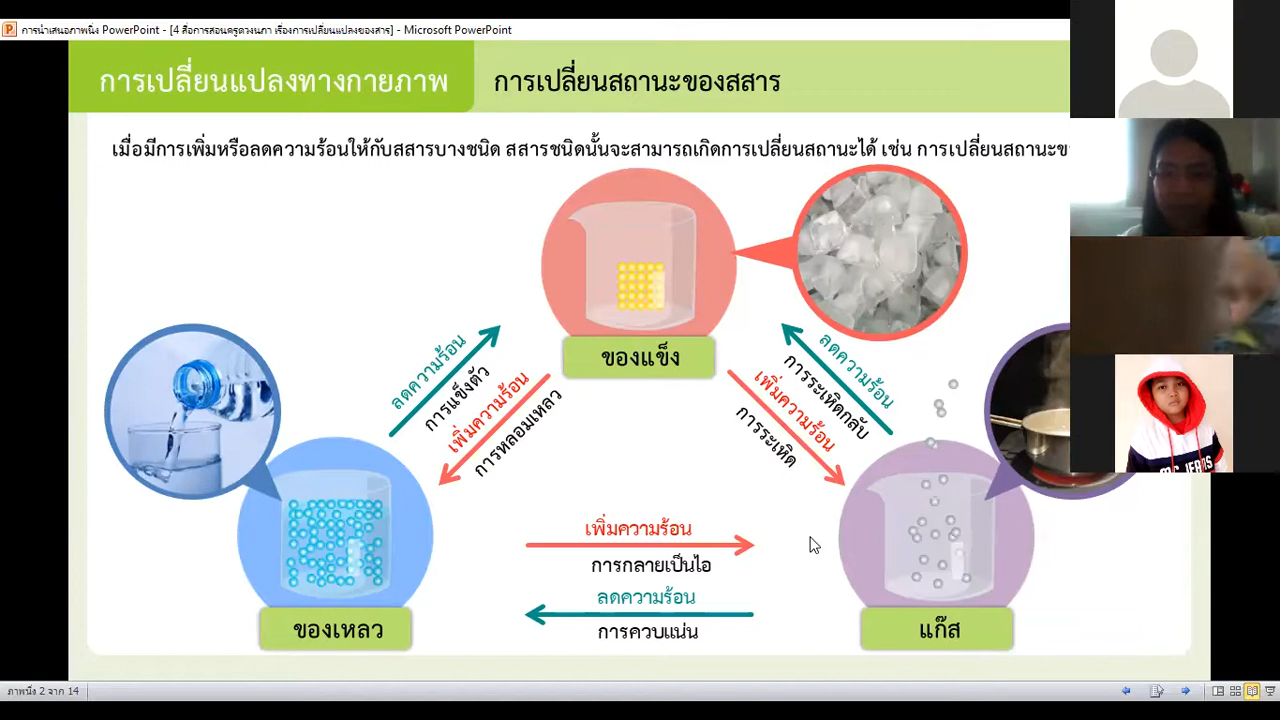 การนำเสนอภาพนิ่ง PowerPoint - [4 สื่อการสอนครูดวงนภา เรื่องการเปลี่ยนแปลงของสาร] - Microsoft PowerPoint
การเปลี่ยนแปลงทางกายภาพ
การเปลี่ยนสถานะของสสาร
เมื่อมีการเพิ่มหรือลดความร้อนให้กับสสารบางชนิด สสารชนิดนั้นจะสามารถเกิดการเปลี่ยนสถานะได้ เช่น การเปลี่ยนสถานะข
ของแข็ง
ลดความร้อน
การแข็งตัว
เพิ่มความร้อน
การหลอมเหลว
ลดความร้อน
การระเหิดกลับ
เพิ่มความร้อน
การระเหิด
เพิ่มความร้อน
การกลายเป็นไอ
ลดความร้อน
การควบแน่น
ของเหลว
แก๊ส
ภาพนิ่ง 2 จาก 14